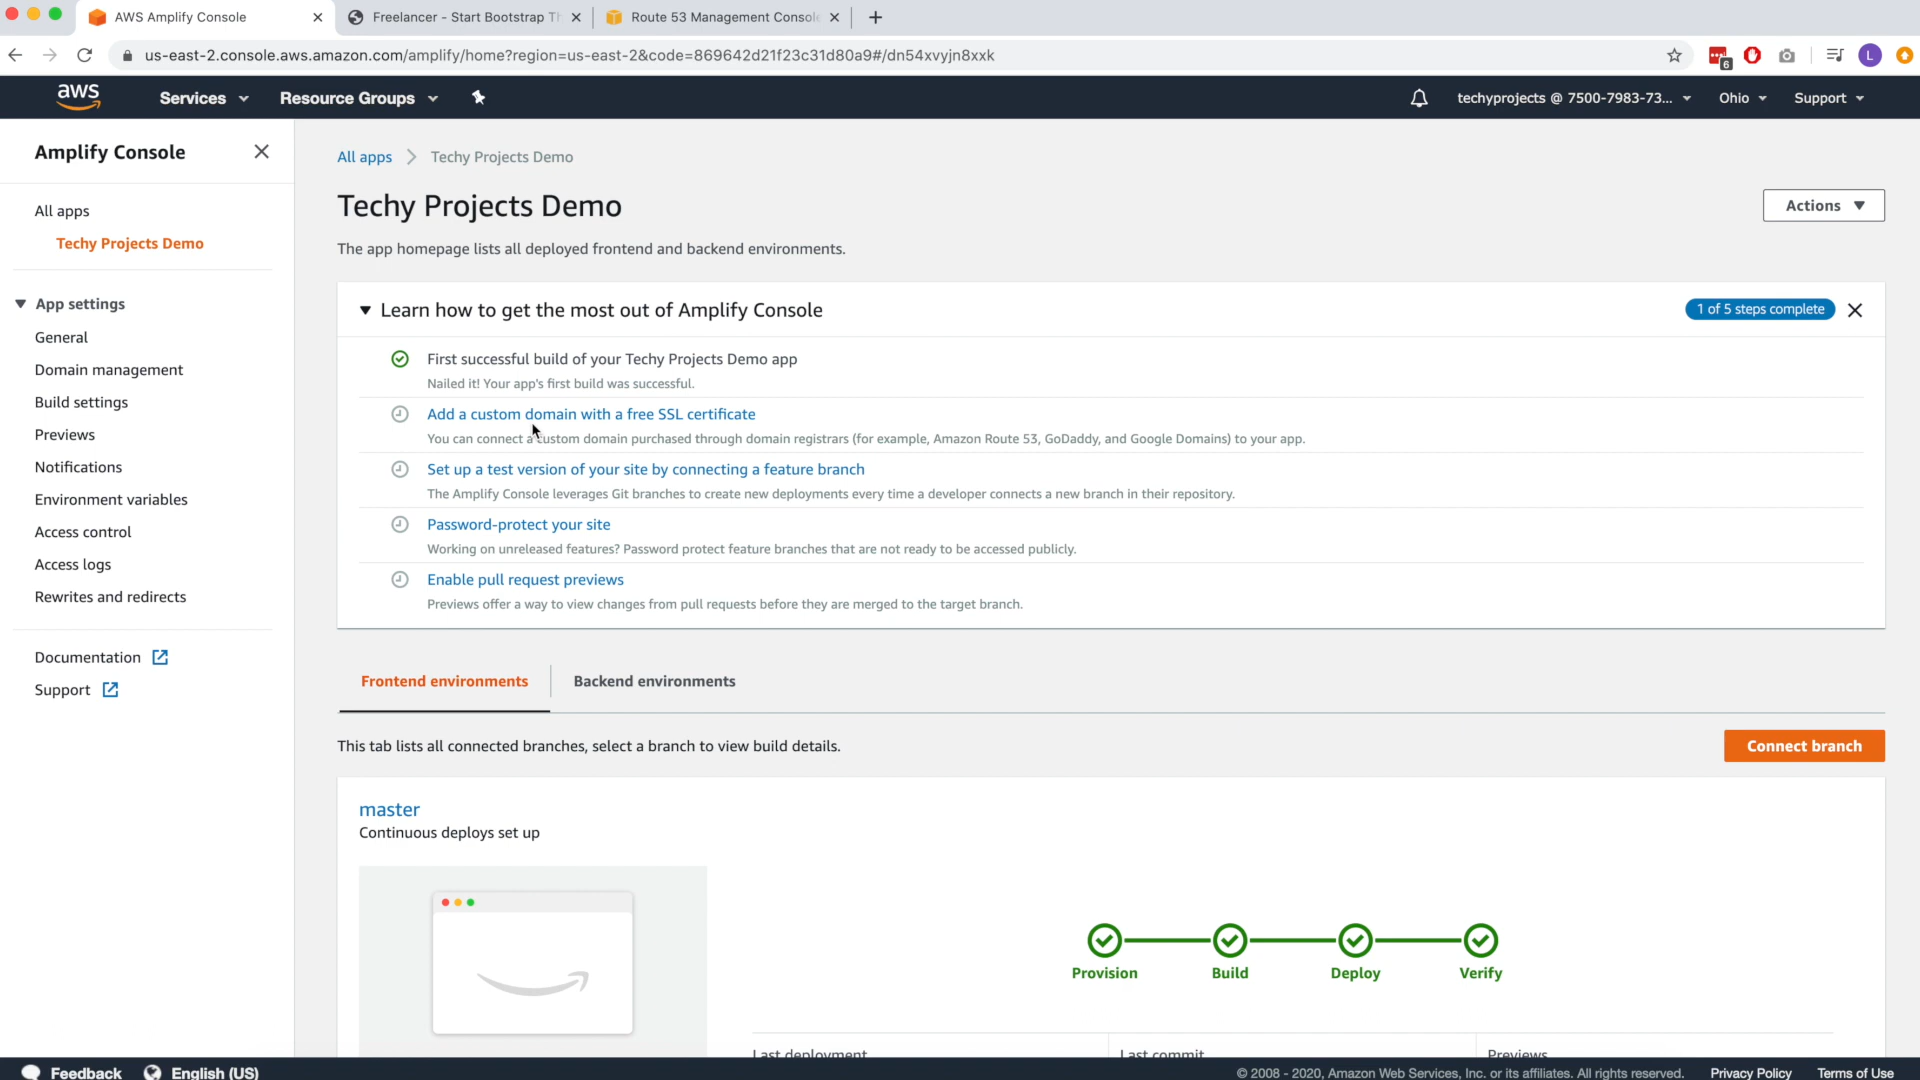 AWS Amplify Console
Freelancer - Start Bootstrap Th
Route 53 Management Console
us-east-2.console.aws.amazon.com/amplify/home?region=us-east-2&code=869642d21f23c31d80a9#/dn54xvyjn8xxk
6
L
aws
Services
Resource Groups
techyprojects @ 7500-7983-73...
Ohio
Support
Amplify Console
All apps
Techy Projects Demo
App settings
General
Domain management
Build settings
Previews
Notifications
Environment variables
Access control
Access logs
Rewrites and redirects
Documentation
Support
All apps
Techy Projects Demo
Techy Projects Demo
Actions
The app homepage lists all deployed frontend and backend environments.
Learn how to get the most out of Amplify Console
1 of 5 steps complete
First successful build of your Techy Projects Demo app
Nailed it! Your app's first build was successful.
Add a custom domain with a free SSL certificate
You can connect a custom domain purchased through domain registrars (for example, Amazon Route 53, GoDaddy, and Google Domains) to your app.
Set up a test version of your site by connecting a feature branch
The Amplify Console leverages Git branches to create new deployments every time a developer connects a new branch in their repository.
Password-protect your site
Working on unreleased features? Password protect feature branches that are not ready to be accessed publicly.
Enable pull request previews
Previews offer a way to view changes from pull requests before they are merged to the target branch.
Frontend environments
Backend environments
This tab lists all connected branches, select a branch to view build details.
Connect branch
master
Continuous deploys set up
Provision
Build
Deploy
Verify
Last deployment
Last commit
Previews
Feedback
English (US)
© 2008 - 2020, Amazon Web Services, Inc. or its affiliates. All rights reserved.
Privacy Policy
Terms of Use